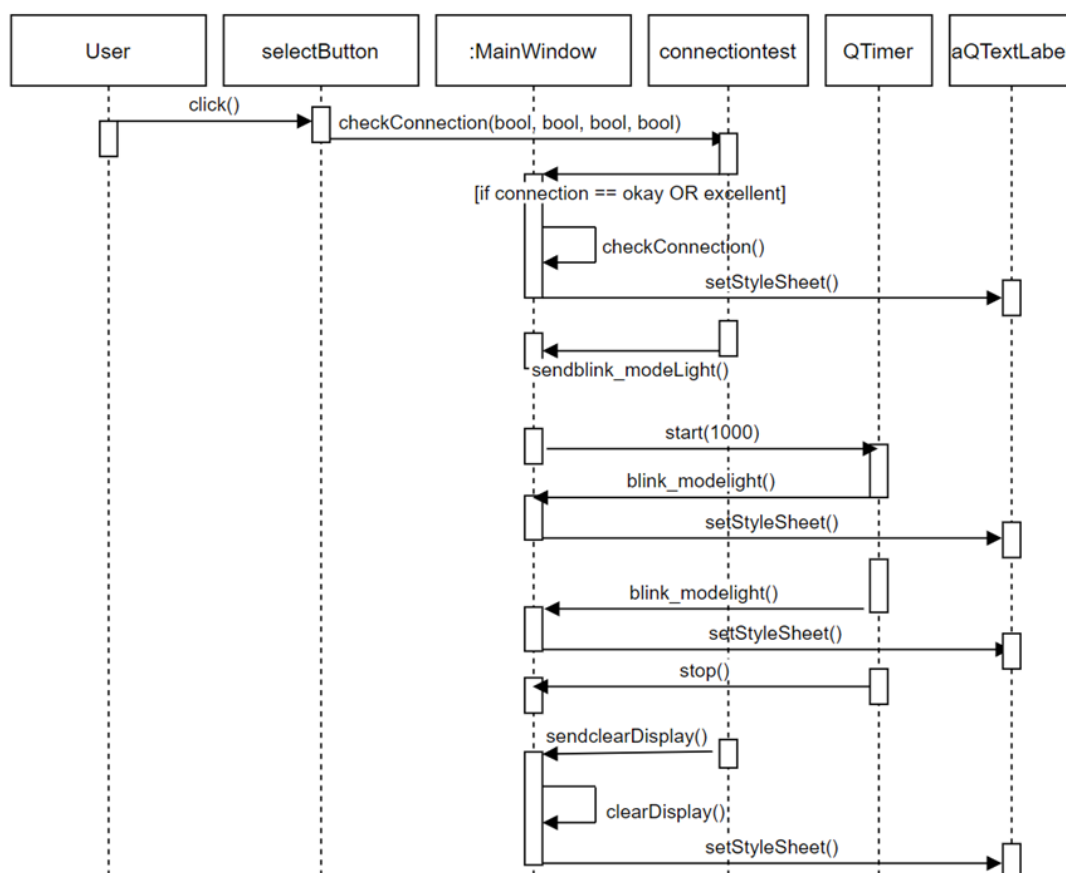 User
selectButton
:MainWindow
connectiontest
QTimer
aQTextLabe
click()
checkConnection(bool, bool, bool, bool)
[if connection == okay OR excellent]
checkConnection()
setStyleSheet()
sendblink_modeLight()
start(1000)
blink_modelight()
setStyleSheet()
blink_modelight()
setStyleSheet()
stop()
sendclearDisplay()
clearDisplay()
setStyleSheet()